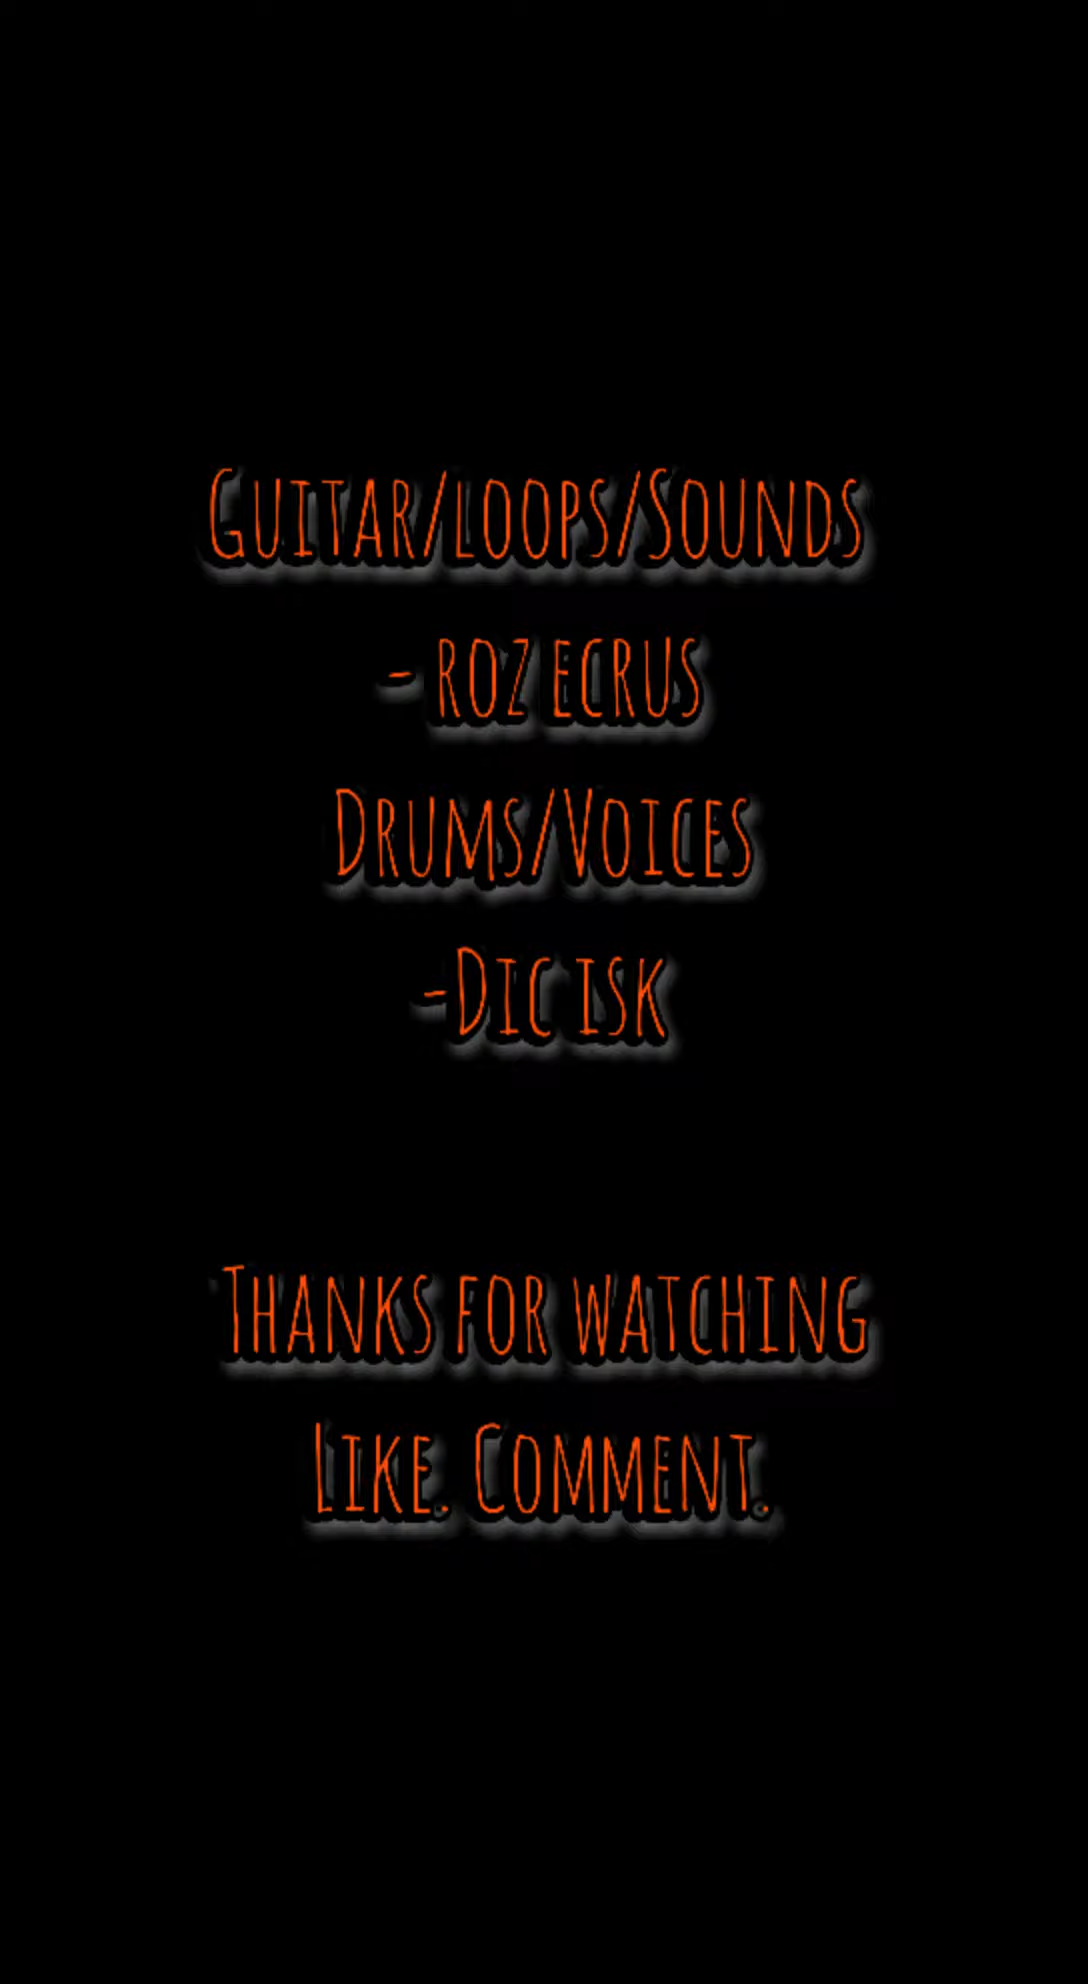 Guitar/loops/Sounds
- roz ecrus
Drums/Voices
-Dic isk
Thanks for watching
Like. Comment.